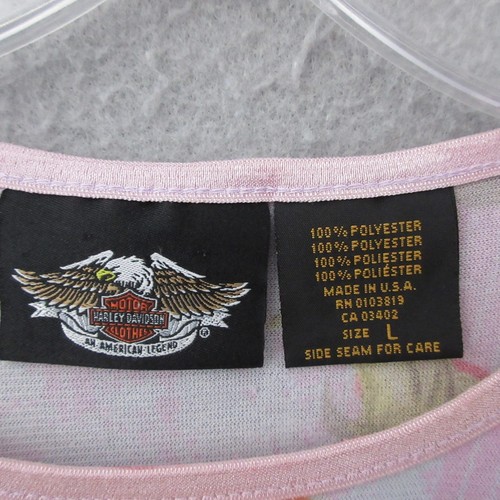 MOTOR
HARLEY-DAVIDSON
CLOTHES
AN AMERICAN LEGEND
®
100% POLYESTER
100% POLYESTER
100% POLIESTER
100% POLIÉSTER
MADE IN U.S.A.
RN 0103819
CA 03402
SIZE L
SIDE SEAM FOR CARE